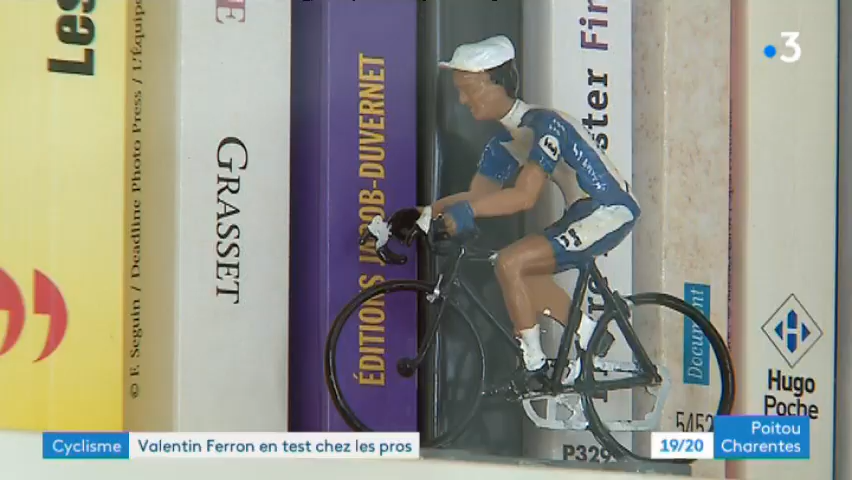 Les
© F. Seguin / Deadline Photo Press / L'Équipe
GRASSET
ÉDITIONS JACOB-DUVERNET
Document
5452
P329
Hugo
Poche
3
Cyclisme
Valentin Ferron en test chez les pros
19/20
Poitou
Charentes